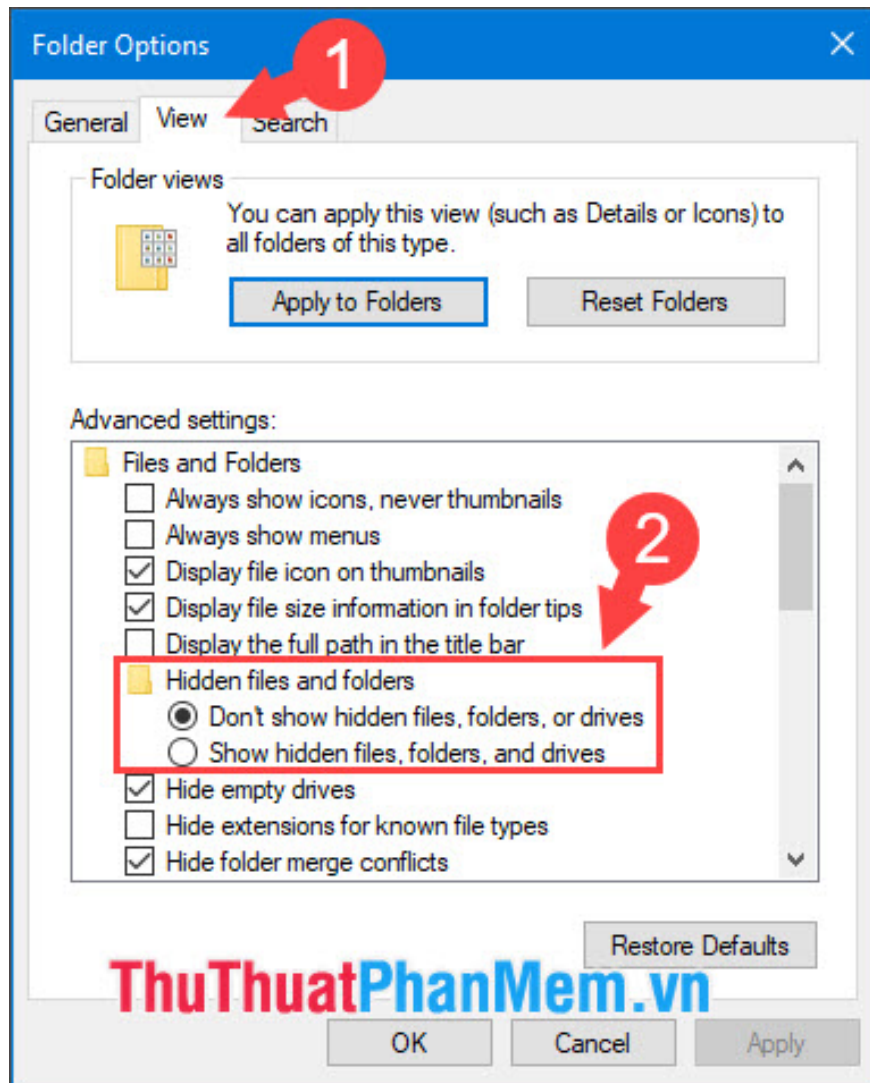 Folder Options
1
General
View
Search
Folder views
You can apply this view (such as Details or Icons) to
all folders of this type.
Apply to Folders
Reset Folders
Advanced settings:
Files and Folders
Always show icons, never thumbnails
Always show menus
2
Display file icon on thumbnails
Display file size information in folder tips
Display the full path in the title bar
Hidden files and folders
Don't show hidden files, folders, or drives
Show hidden files, folders, and drives
Hide empty drives
Hide extensions for known file types
Hide folder merge conflicts
Restore Defaults
ThuThuatPhanMem.vn
OK
Cancel
Apply